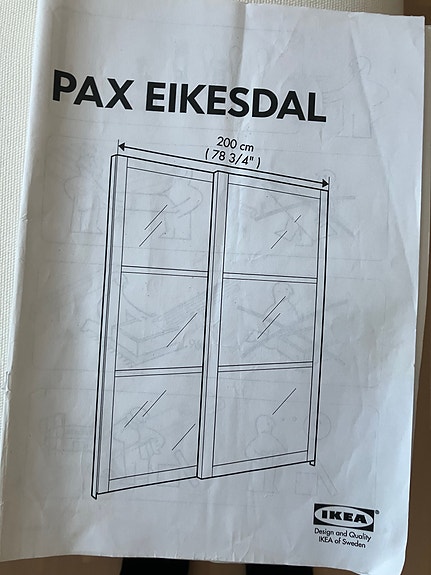 PAX EIKESDAL
200 cm
( 78 3/4" )
IKEA®
Design and Quality
IKEA of Sweden